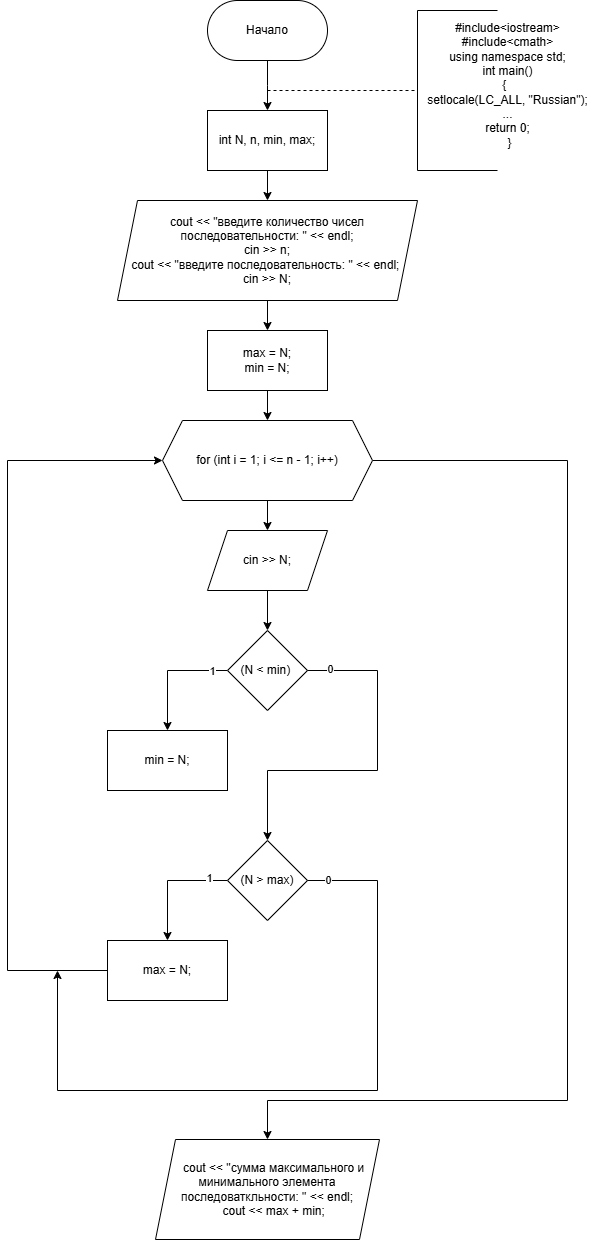 Начало
#include<iostream>
#include<cmath>
using namespace std;
int main()
{
setlocale(LC_ALL, "Russian");
...
return 0;
}
int N, n, min, max;
cout << "введите количество чисел
последовательности: " << endl;
cin >> n;
cout << "введите последовательность: " << endl;
cin >> N;
max = N;
min = N;
for (int i = 1; i <= n - 1; i++)
cin >> N;
1
(N < min)
0
min = N;
1
(N > max)
0
max = N;
cout << "сумма максимального и
минимального элемента
последоваткльности: " << endl;
cout << max + min;